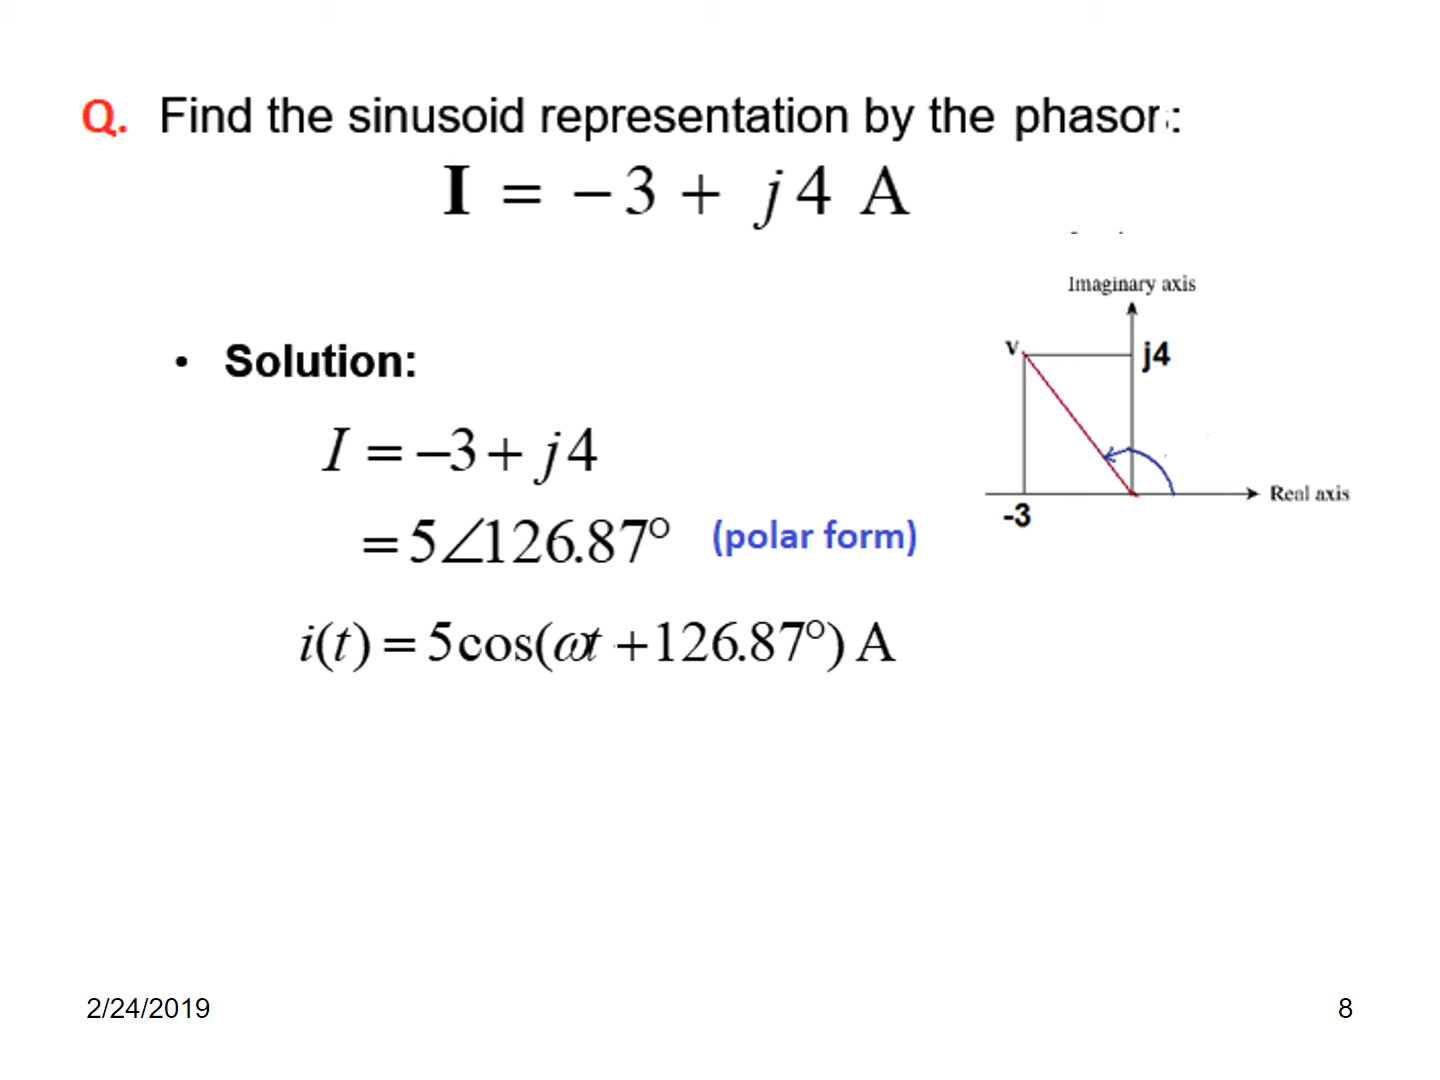 Q. Find the sinusoid representation by the phasor:
I = −3 + j4 A
Imaginary axis
V
j4
Real axis
-3
• Solution:
I = −3 + j4
= 5∠126.87° (polar form)
i(t) = 5cos(ωt + 126.87°) A
2/24/2019
8